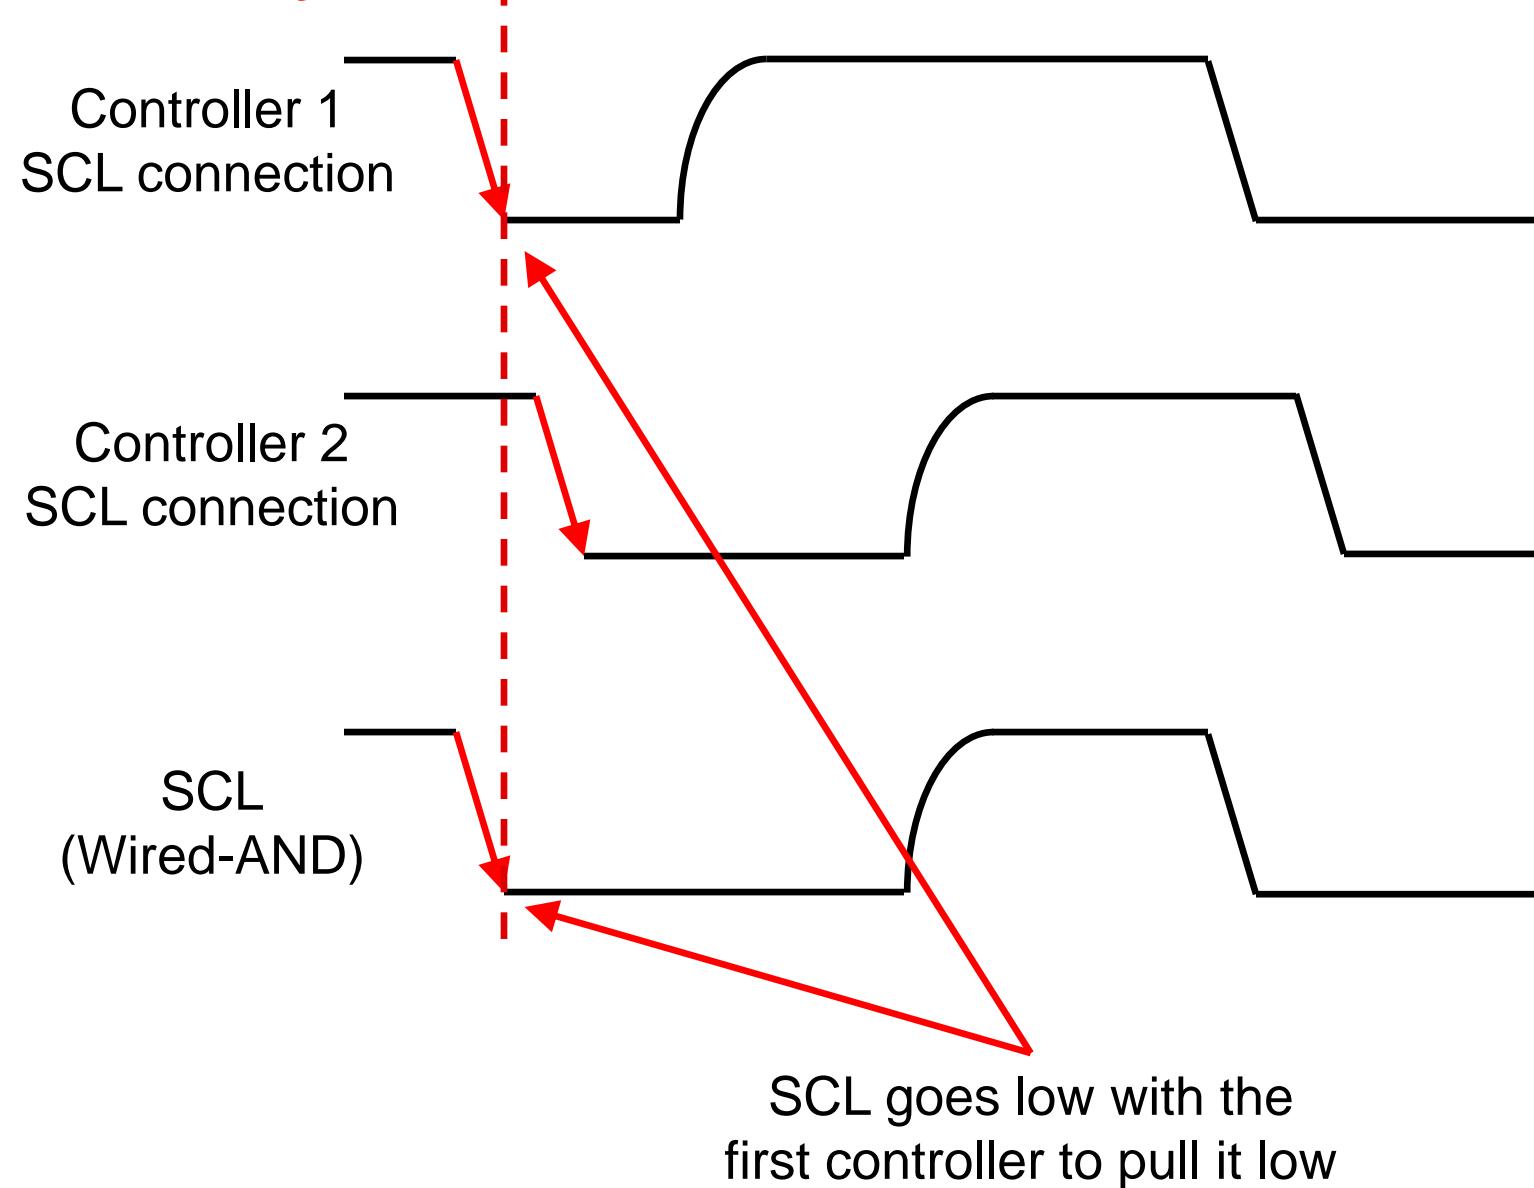 Controller 1
SCL connection
Controller 2
SCL connection
SCL
(Wired-AND)
SCL goes low with the
first controller to pull it low